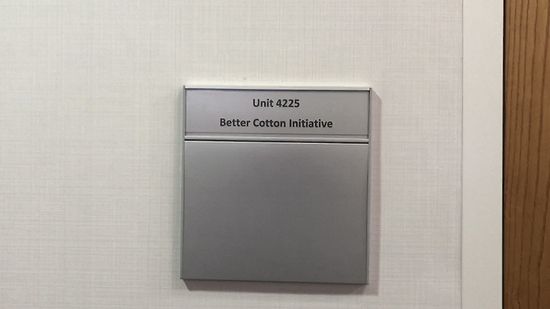 Unit 4225
Better Cotton Initiative